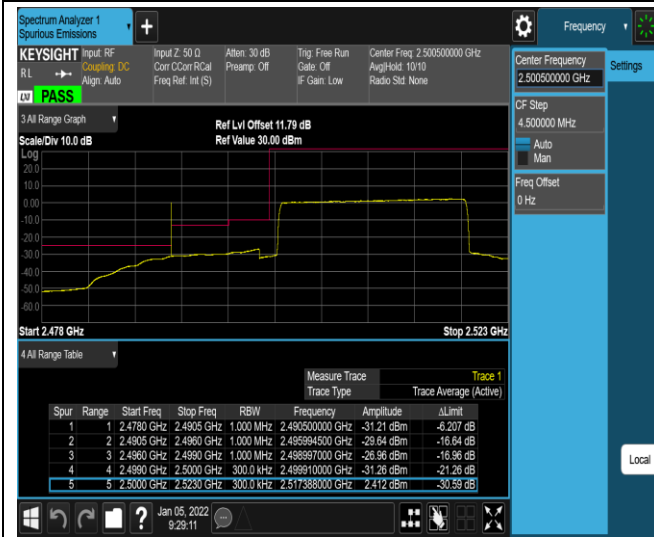 Spectrum Analyzer 1
Spurious Emissions
Frequency
KEYSIGHT Input: RF Input Z: 50 Ω Atten: 30 dB Trig: Free Run Center Freq: 2.500500000 GHz
RL Coupling: DC Corr CCorr RCal Preamp: Off Gate: Off Avg|Hold: 10/10
Align: Auto Freq Ref: Int (S) IF Gain: Low Radio Std: None
LXI PASS
3 All Range Graph
Ref Lvl Offset 11.79 dB
Scale/Div 10.0 dB Ref Value 30.00 dBm
Log
20.0
10.0
0.00
-10.0
-20.0
-30.0
-40.0
-50.0
-60.0
Start 2.478 GHz Stop 2.523 GHz
4 All Range Table
Measure Trace Trace 1
Trace Type Trace Average (Active)
Spur Range Start Freq Stop Freq RBW Frequency Amplitude ΔLimit
1 1 2.4780 GHz 2.4905 GHz 1.000 MHz 2.490500000 GHz -31.21 dBm -6.207 dB
2 2 2.4905 GHz 2.4960 GHz 1.000 MHz 2.495994500 GHz -29.64 dBm -16.64 dB
3 3 2.4960 GHz 2.4990 GHz 1.000 MHz 2.498997000 GHz -26.96 dBm -16.96 dB
4 4 2.4990 GHz 2.5000 GHz 300.0 kHz 2.499910000 GHz -31.26 dBm -21.26 dB
5 5 2.5000 GHz 2.5230 GHz 300.0 kHz 2.517388000 GHz 2.412 dBm -30.59 dB
Jan 05, 2022
9:29:11
Center Frequency
2.500500000 GHz
CF Step
4.500000 MHz
Auto
Man
Freq Offset
0 Hz
Settings
Local